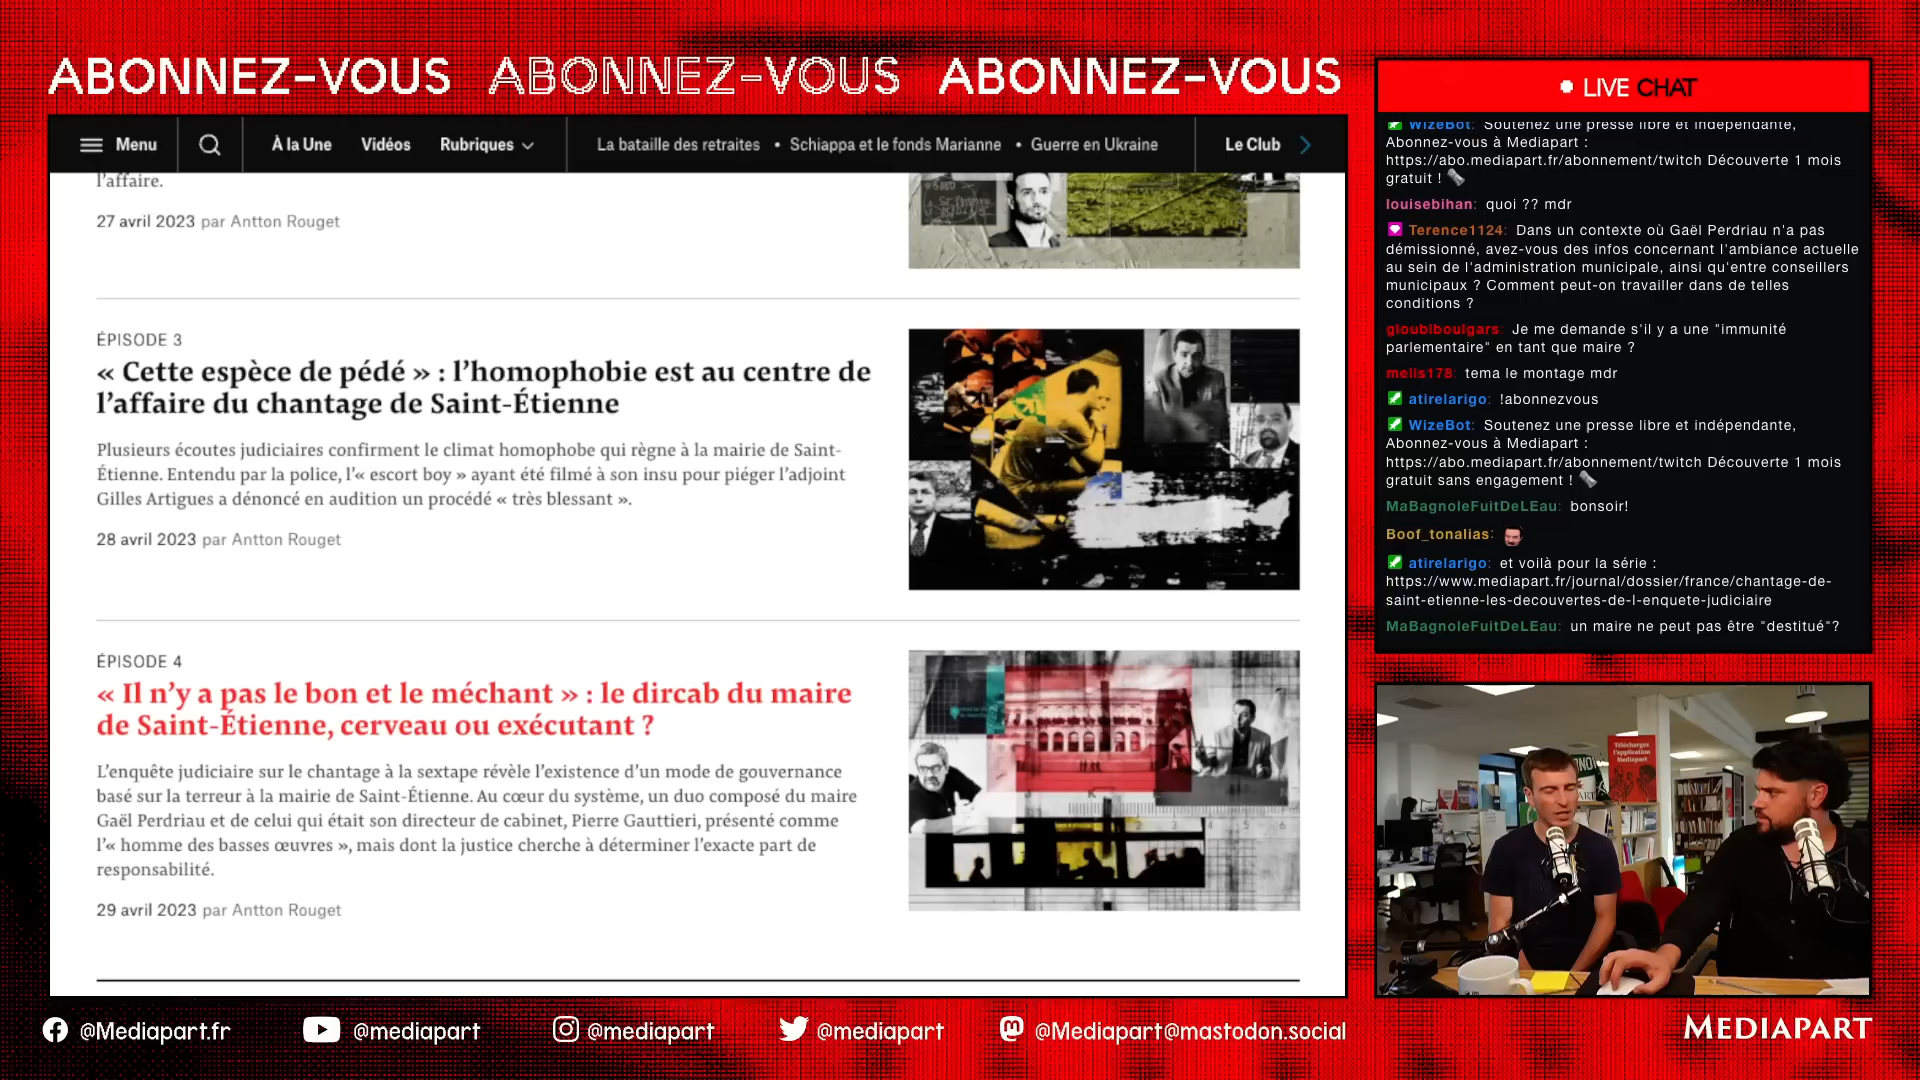 ABONNEZ-VOUS ABONNEZ-VOUS ABONNEZ-VOUS
Menu
À la Une Vidéos Rubriques
La bataille des retraites • Schiappa et le fonds Marianne • Guerre en Ukraine
Le Club
l'affaire.
27 avril 2023 par Antton Rouget
ÉPISODE 3
« Cette espèce de pédé » : l'homophobie est au centre de
l'affaire du chantage de Saint-Étienne
Plusieurs écoutes judiciaires confirment le climat homophobe qui règne à la mairie de Saint-
Étienne. Entendu par la police, l'« escort boy » ayant été filmé à son insu pour piéger l'adjoint
Gilles Artigues a dénoncé en audition un procédé « très blessant ».
28 avril 2023 par Antton Rouget
ÉPISODE 4
« Il n'y a pas le bon et le méchant » : le dircab du maire
de Saint-Étienne, cerveau ou exécutant ?
L'enquête judiciaire sur le chantage à la sextape révèle l'existence d'un mode de gouvernance
basé sur la terreur à la mairie de Saint-Étienne. Au cœur du système, un duo composé du maire
Gaël Perdriau et de celui qui était son directeur de cabinet, Pierre Gauttieri, présenté comme
l'« homme des basses œuvres », mais dont la justice cherche à déterminer l'exacte part de
responsabilité.
29 avril 2023 par Antton Rouget
LIVE CHAT
WizeBot: Soutenez une presse libre et indépendante,
Abonnez-vous à Mediapart :
https://abo.mediapart.fr/abonnement/twitch Découverte 1 mois
gratuit !
louisebihan: quoi ?? mdr
Terence1124: Dans un contexte où Gaël Perdriau n'a pas
démissionné, avez-vous des infos concernant l'ambiance actuelle
au sein de l'administration municipale, ainsi qu'entre conseillers
municipaux ? Comment peut-on travailler dans de telles
conditions ?
gloubiboulgars: Je me demande s'il y a une "immunité
parlementaire" en tant que maire ?
melis178: tema le montage mdr
atirelarigo: !abonnezvous
WizeBot: Soutenez une presse libre et indépendante,
Abonnez-vous à Mediapart :
https://abo.mediapart.fr/abonnement/twitch Découverte 1 mois
gratuit sans engagement !
MaBagnoleFuitDeLEau: bonsoir!
Boof_tonalias:
atirelarigo: et voilà pour la série :
https://www.mediapart.fr/journal/dossier/france/chantage-de-
saint-etienne-les-decouvertes-de-l-enquete-judiciaire
MaBagnoleFuitDeLEau: un maire ne peut pas être "destitué"?
Téléchargez
l'application
Mediapart
@Mediapart.fr
@mediapart
@mediapart
@mediapart
@Mediapart@mastodon.social
MEDIAPART